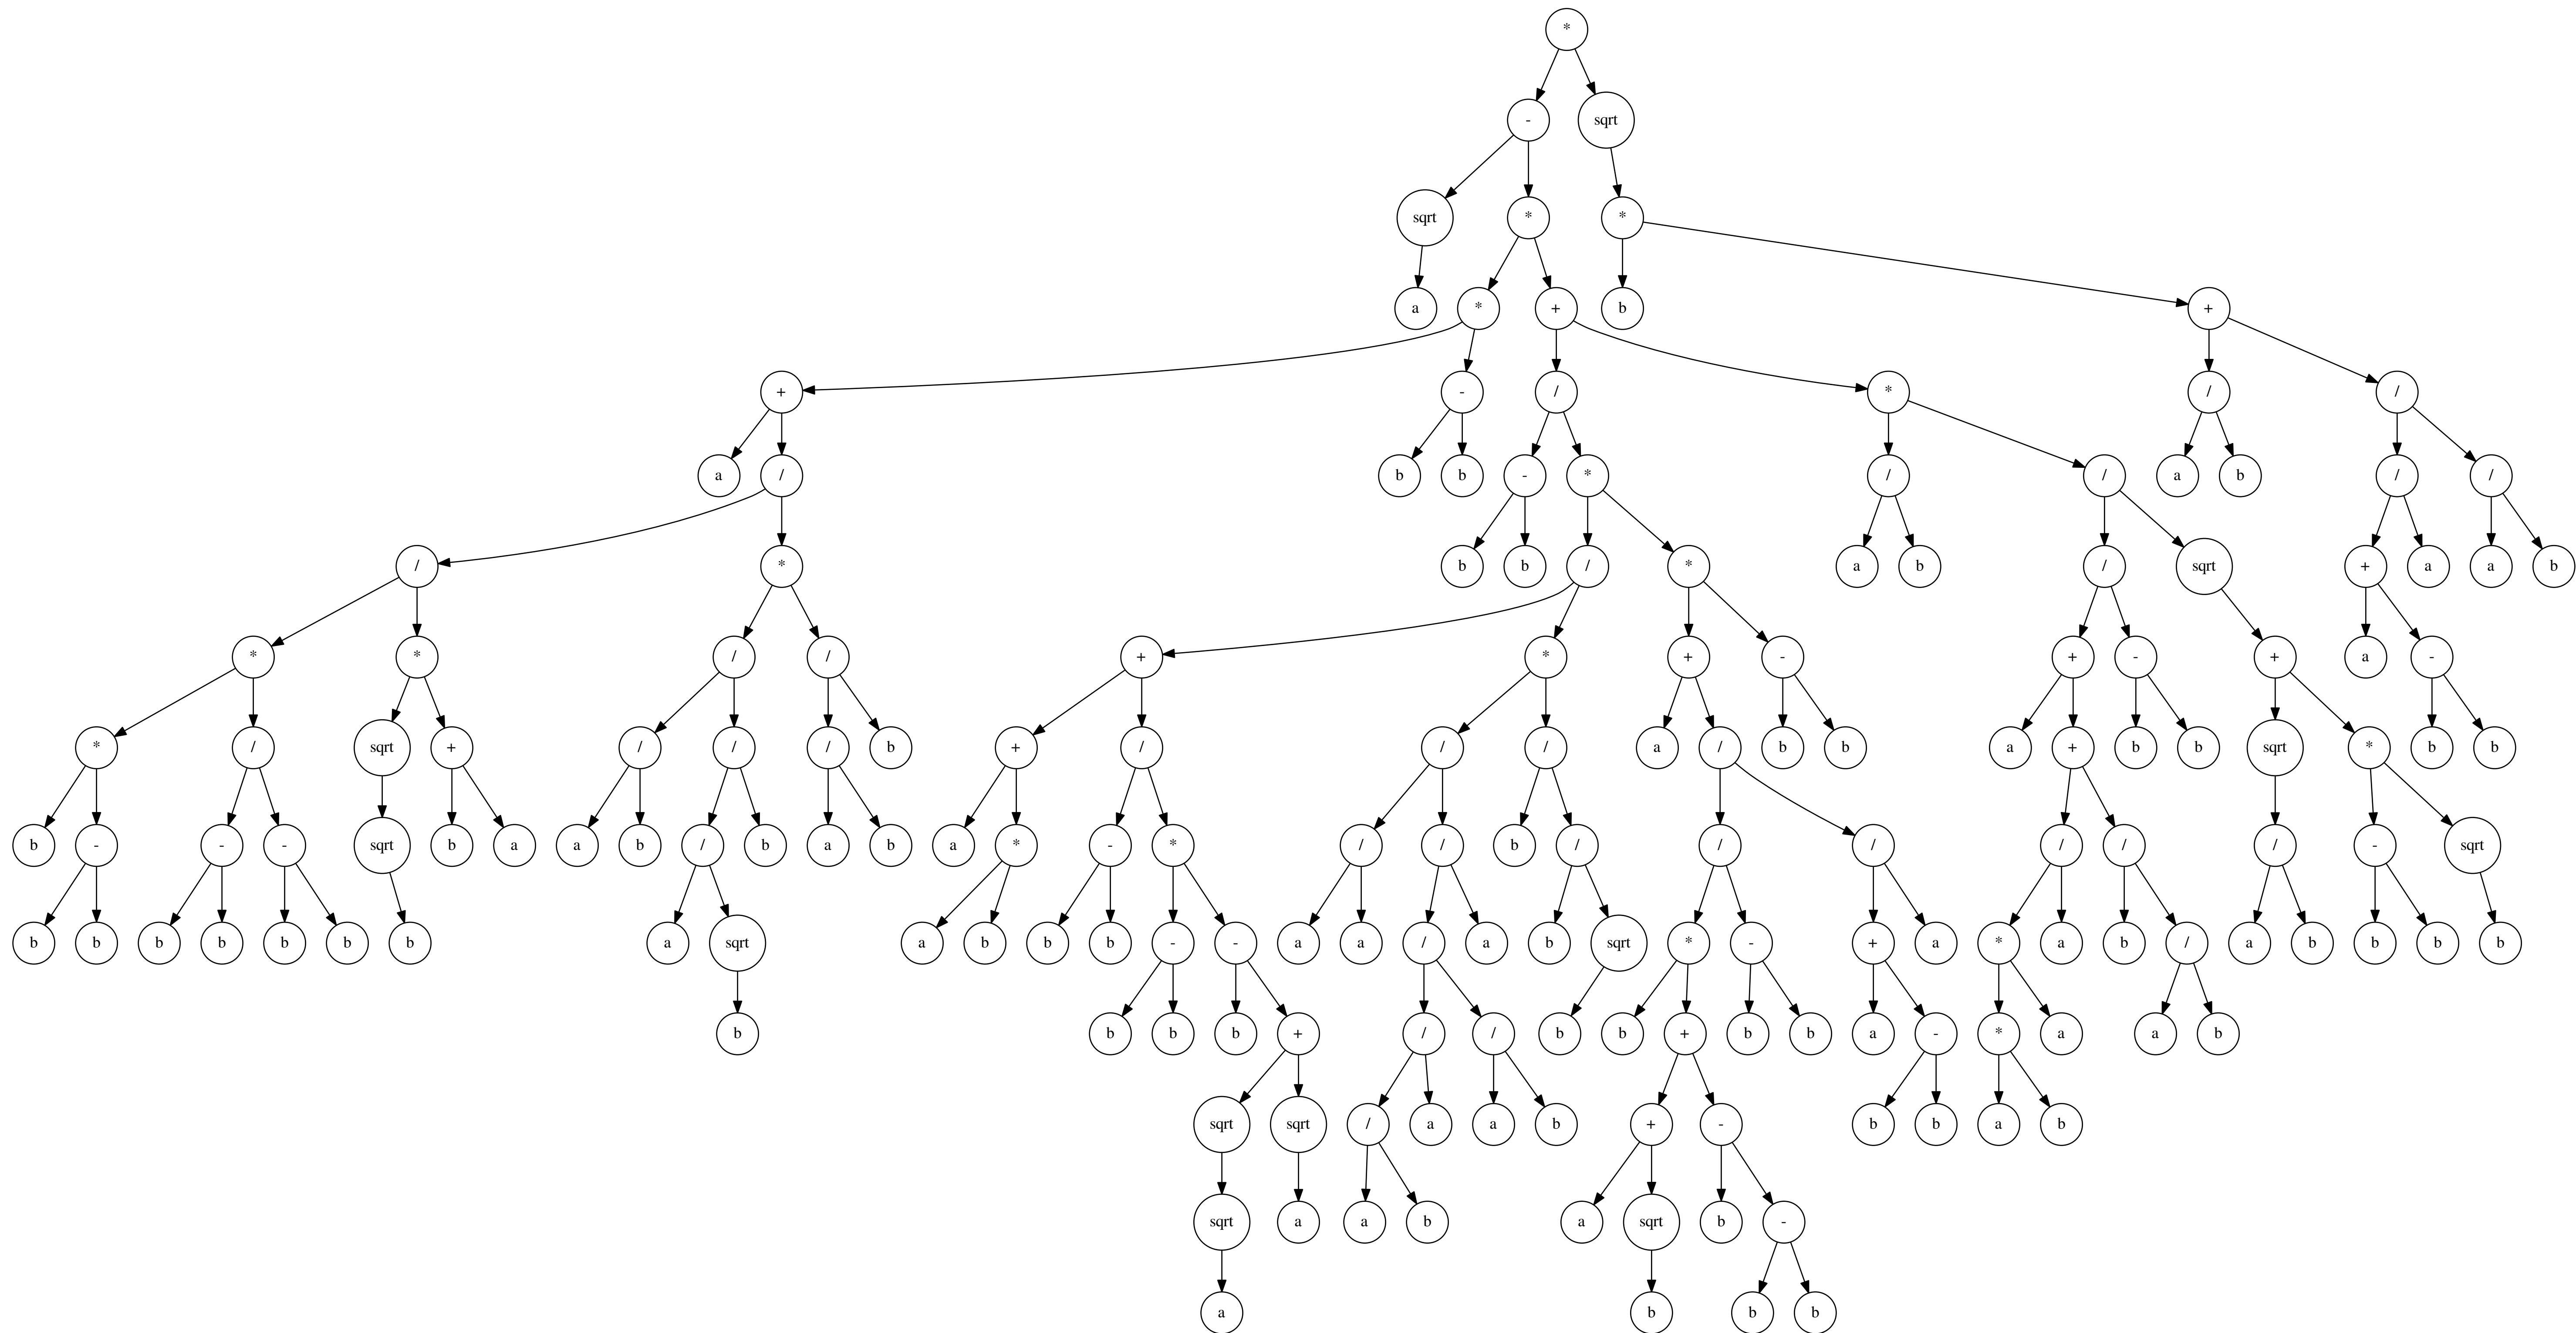 *
- sqrt
sqrt * *
a * + b +
+ - / * / /
a / b b - * / / a b / /
/ * b b / * a b / sqrt + a a b
* * / / + * + - + - + a -
* / sqrt + / / / b + / / / a / b b a + b b sqrt * b b
b - - - sqrt b a a b / b a b a * - * / / b / / / / / / - sqrt
b b b b b b b a sqrt a b b b - - a a / a b sqrt * - + a * a b / a b b b b
b b b b + / / b b + b b a - * a a b
sqrt sqrt / a a b + - b b a b
sqrt a a b a sqrt b -
a b b b